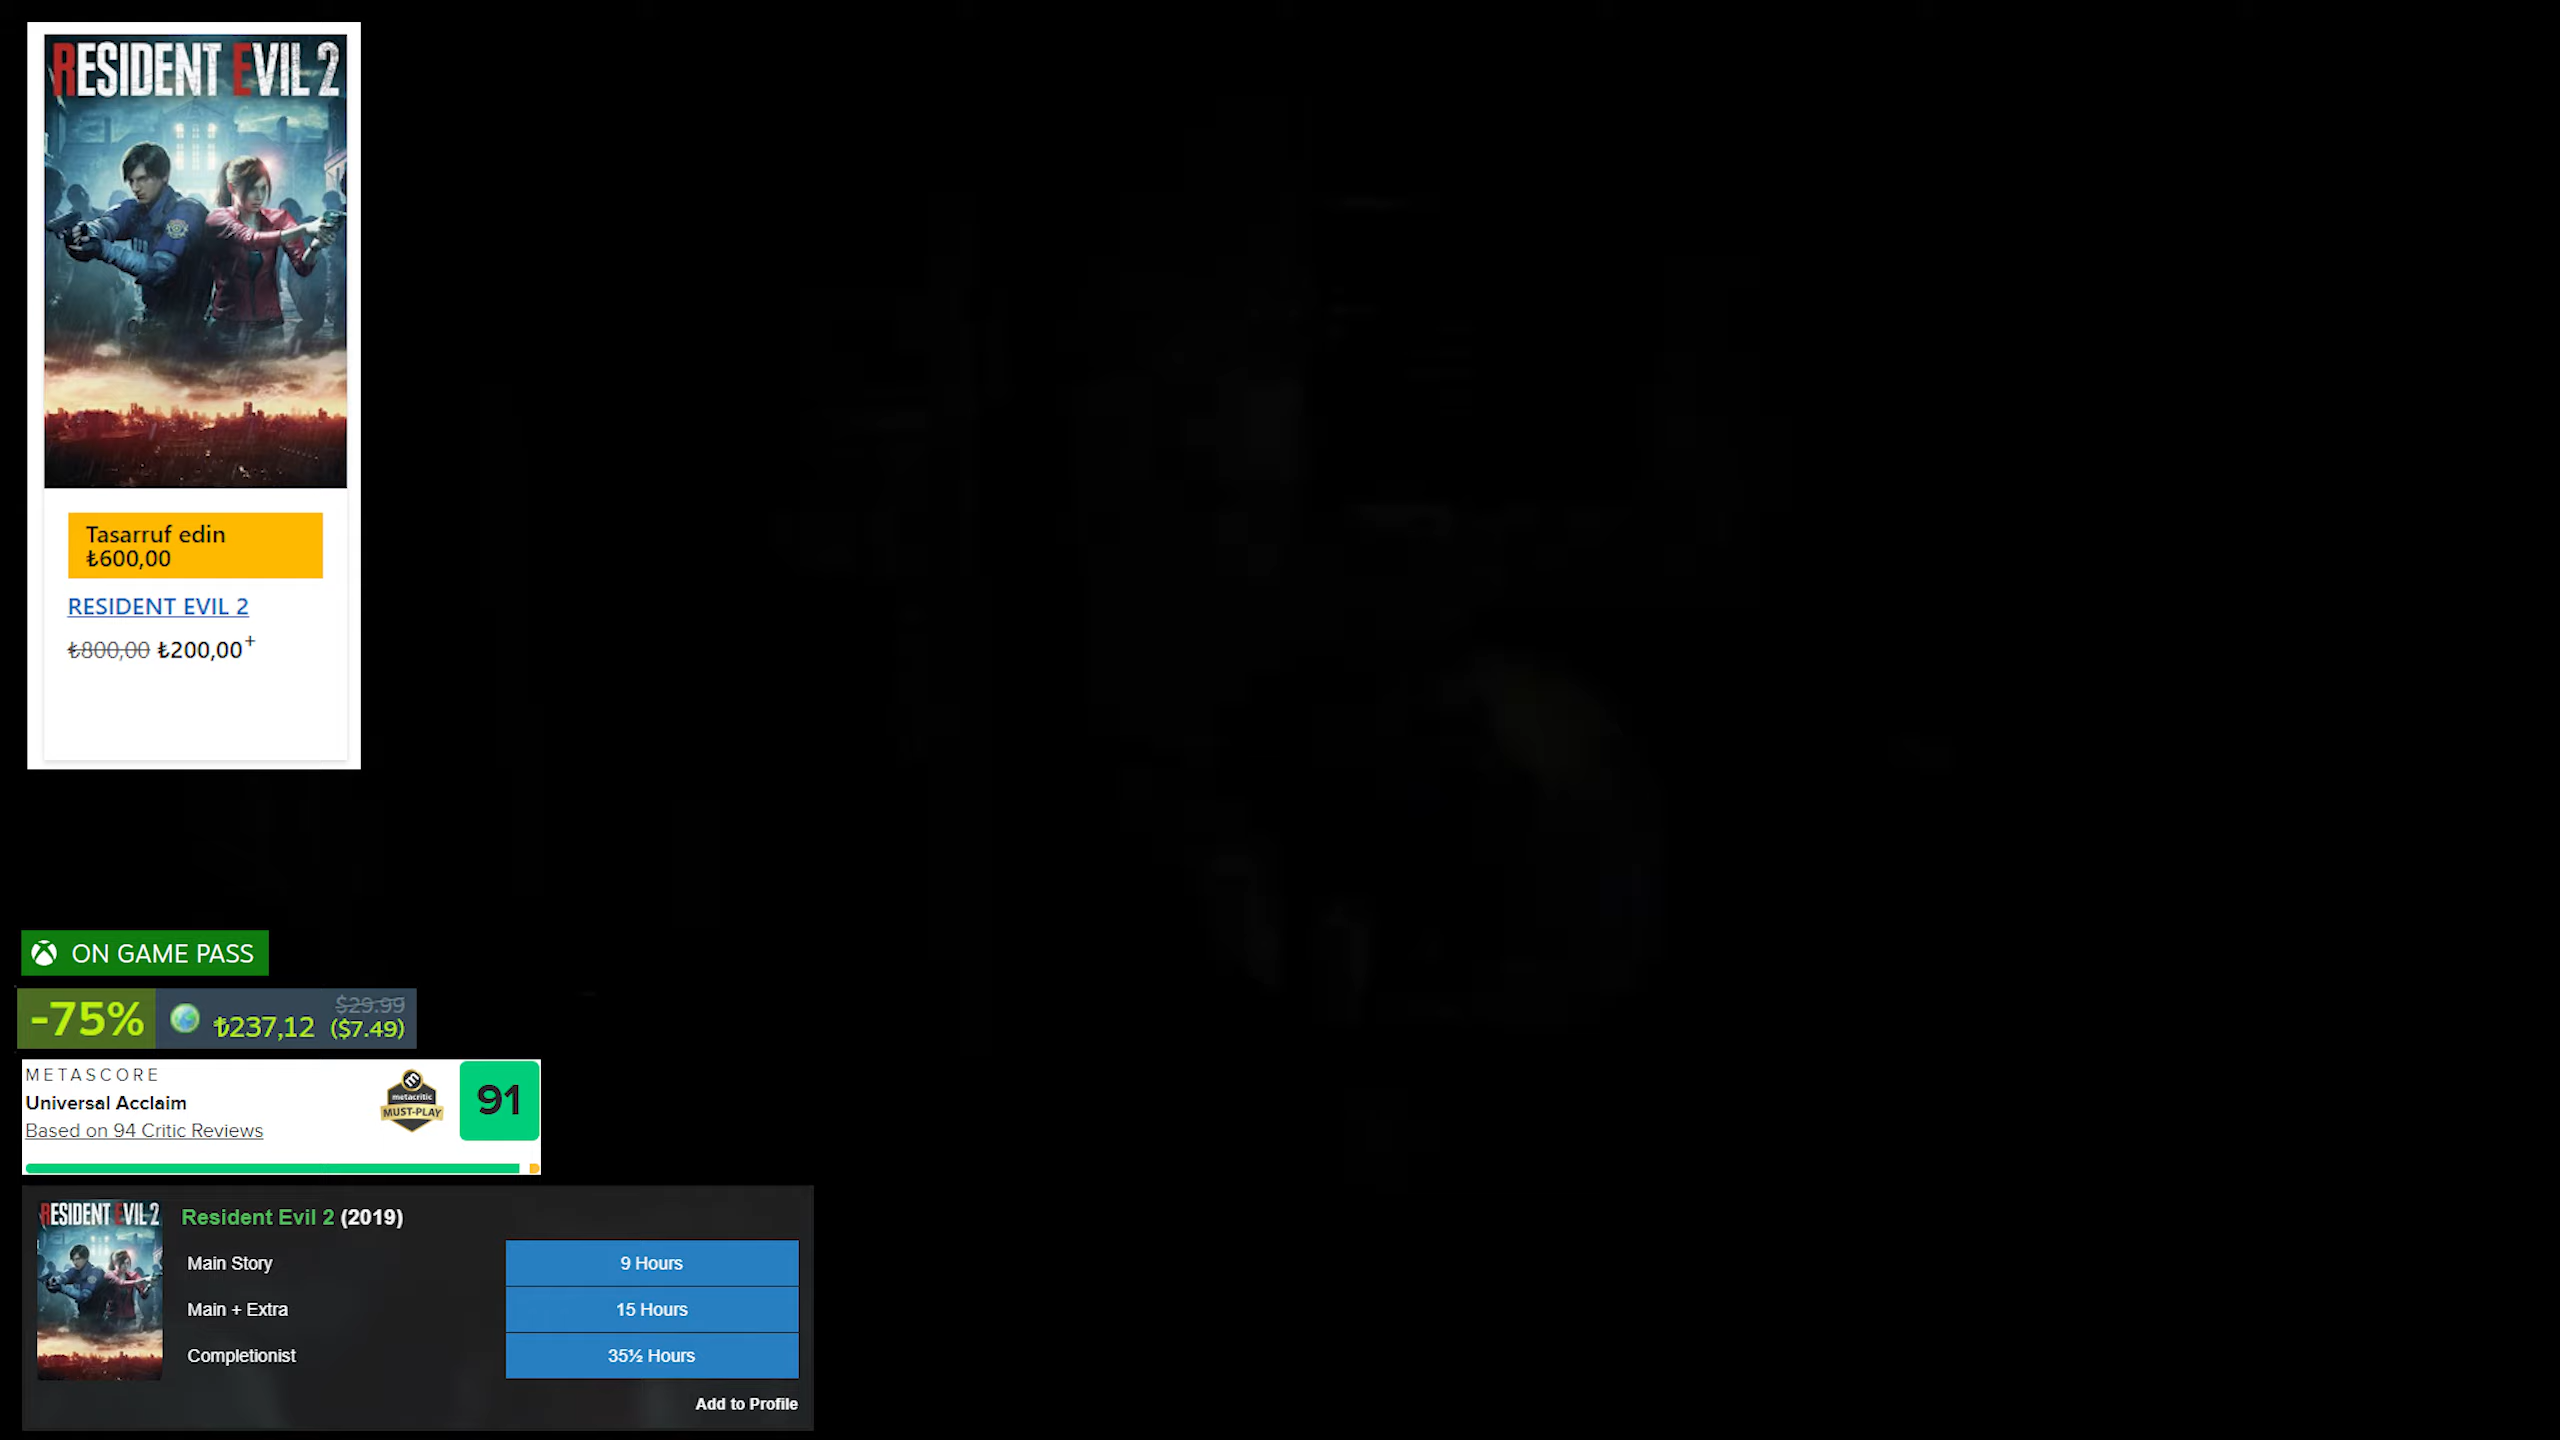 RESIDENT EVIL 2
Tasarruf edin
₺600,00
RESIDENT EVIL 2
₺800,00 ₺200,00+
ON GAME PASS
-75%
$29.99
₺237,12 ($7.49)
METASCORE
Universal Acclaim
Based on 94 Critic Reviews
metacritic
MUST-PLAY
91
RESIDENT EVIL 2
Resident Evil 2 (2019)
Main Story 9 Hours
Main + Extra 15 Hours
Completionist 35½ Hours
Add to Profile